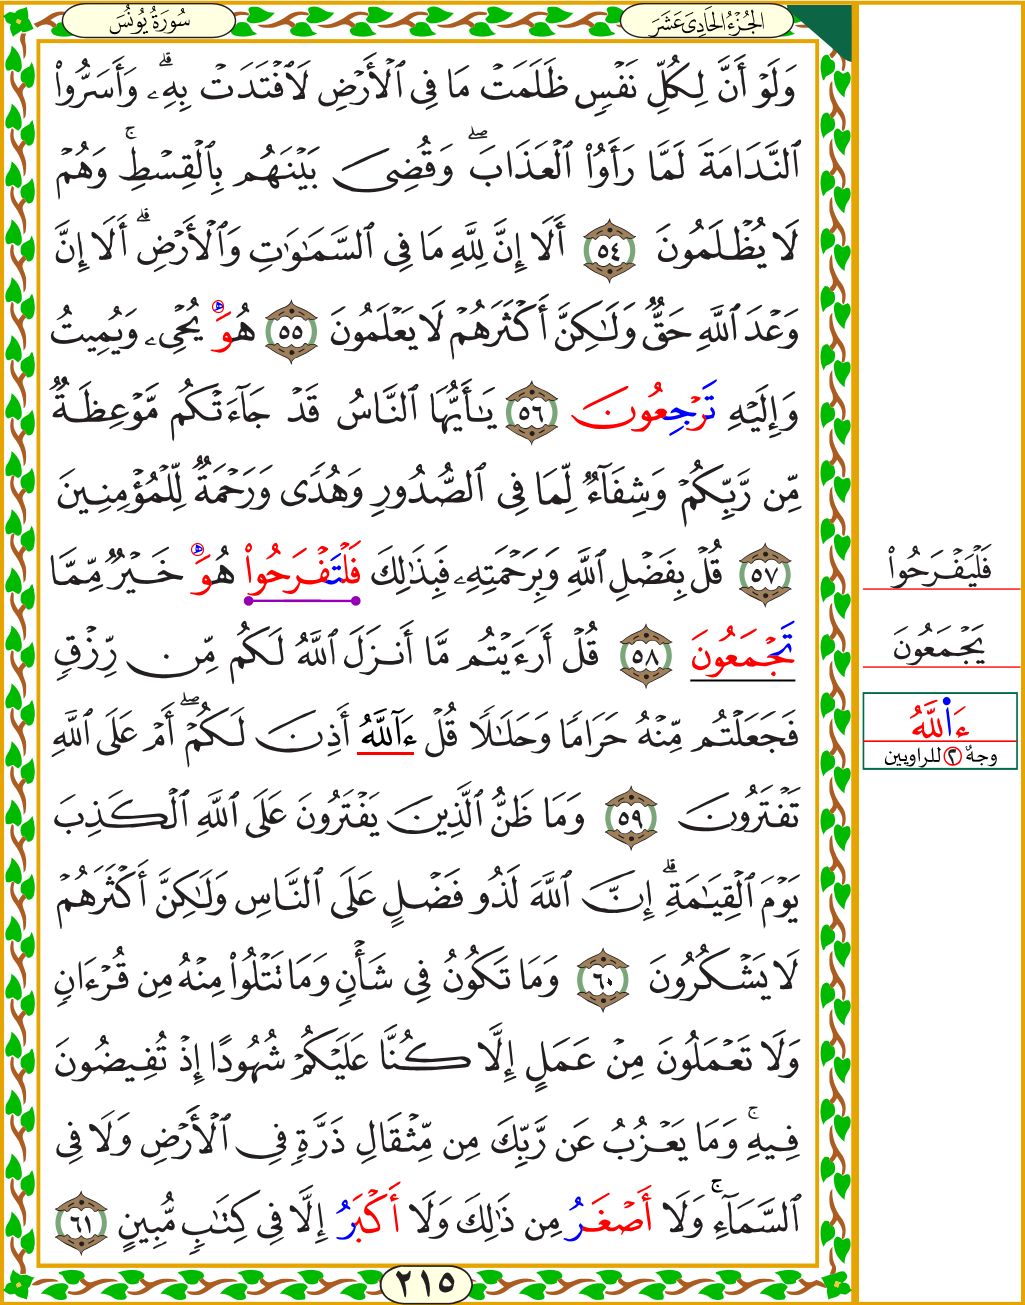 سُورَةُ يُونُسَ
الجُزْءُ الحَادِىَ عَشَرَ
وَلَوۡ أَنَّ لِكُلِّ نَفۡسٖ ظَلَمَتۡ مَا فِي ٱلۡأَرۡضِ لَٱفۡتَدَتۡ بِهِۦۗ وَأَسَرُّواْ
ٱلنَّدَامَةَ لَمَّا رَأَوُاْ ٱلۡعَذَابَۖ وَقُضِيَ بَيۡنَهُم بِٱلۡقِسۡطِۚ وَهُمۡ
لَا يُظۡلَمُونَ ٥٤ أَلَآ إِنَّ لِلَّهِ مَا فِي ٱلسَّمَٰوَٰتِ وَٱلۡأَرۡضِۗ أَلَآ إِنَّ
وَعۡدَ ٱللَّهِ حَقّٞ وَلَٰكِنَّ أَكۡثَرَهُمۡ لَا يَعۡلَمُونَ ٥٥ هُوَ يُحۡيِۦ وَيُمِيتُ
وَإِلَيۡهِ تَرۡجِعُونَ ٥٦ يَٰٓأَيُّهَا ٱلنَّاسُ قَدۡ جَآءَتۡكُم مَّوۡعِظَةٞ
مِّن رَّبِّكُمۡ وَشِفَآءٞ لِّمَا فِي ٱلصُّدُورِ وَهُدٗى وَرَحۡمَةٞ لِّلۡمُؤۡمِنِينَ
٥٧ قُلۡ بِفَضۡلِ ٱللَّهِ وَبِرَحۡمَتِهِۦ فَبِذَٰلِكَ فَلۡتَفۡرَحُواْ هُوَ خَيۡرٞ مِّمَّا
تَجۡمَعُونَ ٥٨ قُلۡ أَرَءَيۡتُم مَّآ أَنزَلَ ٱللَّهُ لَكُم مِّن رِّزۡقٖ
فَجَعَلۡتُم مِّنۡهُ حَرَامٗا وَحَلَٰلٗا قُلۡ ءَآللَّهُ أَذِنَ لَكُمۡۖ أَمۡ عَلَى ٱللَّهِ
تَفۡتَرُونَ ٥٩ وَمَا ظَنُّ ٱلَّذِينَ يَفۡتَرُونَ عَلَى ٱللَّهِ ٱلۡكَذِبَ
يَوۡمَ ٱلۡقِيَٰمَةِۗ إِنَّ ٱللَّهَ لَذُو فَضۡلٍ عَلَى ٱلنَّاسِ وَلَٰكِنَّ أَكۡثَرَهُمۡ
لَا يَشۡكُرُونَ ٦٠ وَمَا تَكُونُ فِي شَأۡنٖ وَمَا تَتۡلُواْ مِنۡهُ مِن قُرۡءَانٖ
وَلَا تَعۡمَلُونَ مِنۡ عَمَلٍ إِلَّا كُنَّا عَلَيۡكُمۡ شُهُودًا إِذۡ تُفِيضُونَ
فِيهِۚ وَمَا يَعۡزُبُ عَن رَّبِّكَ مِن مِّثۡقَالِ ذَرَّةٖ فِي ٱلۡأَرۡضِ وَلَا فِي
ٱلسَّمَآءِۚ وَلَآ أَصۡغَرُ مِن ذَٰلِكَ وَلَآ أَكۡبَرُ إِلَّا فِي كِتَٰبٖ مُّبِينٍ ٦١
٢١٥
فَلۡيَفۡرَحُواْ
يَجۡمَعُونَ
ءَاللَّهُ
وجهٌ ٢ للراويين